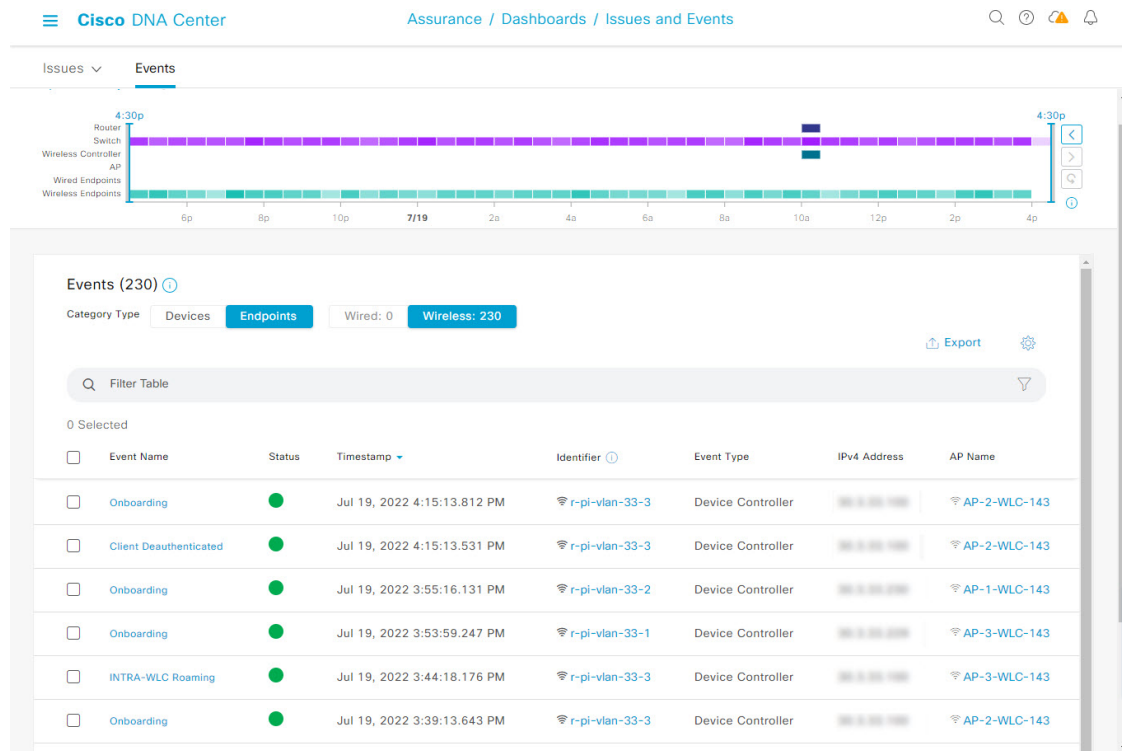 Cisco DNA Center
Assurance / Dashboards / Issues and Events
Issues
Events
4:30p
4:30p
Router
Switch
Wireless Controller
AP
Wired Endpoints
Wireless Endpoints
6p 8p 10p 7/19 2a 4a 6a 8a 10a 12p 2p 4p
Events (230)
Category Type Devices Endpoints Wired: 0 Wireless: 230
Export
Filter Table
0 Selected
Event Name Status Timestamp Identifier Event Type IPv4 Address AP Name
Onboarding Jul 19, 2022 4:15:13.812 PM r-pi-vlan-33-3 Device Controller AP-2-WLC-143
Client Deauthenticated Jul 19, 2022 4:15:13.531 PM r-pi-vlan-33-3 Device Controller AP-2-WLC-143
Onboarding Jul 19, 2022 3:55:16.131 PM r-pi-vlan-33-2 Device Controller AP-1-WLC-143
Onboarding Jul 19, 2022 3:53:59.247 PM r-pi-vlan-33-1 Device Controller AP-3-WLC-143
INTRA-WLC Roaming Jul 19, 2022 3:44:18.176 PM r-pi-vlan-33-3 Device Controller AP-3-WLC-143
Onboarding Jul 19, 2022 3:39:13.643 PM r-pi-vlan-33-3 Device Controller AP-2-WLC-143